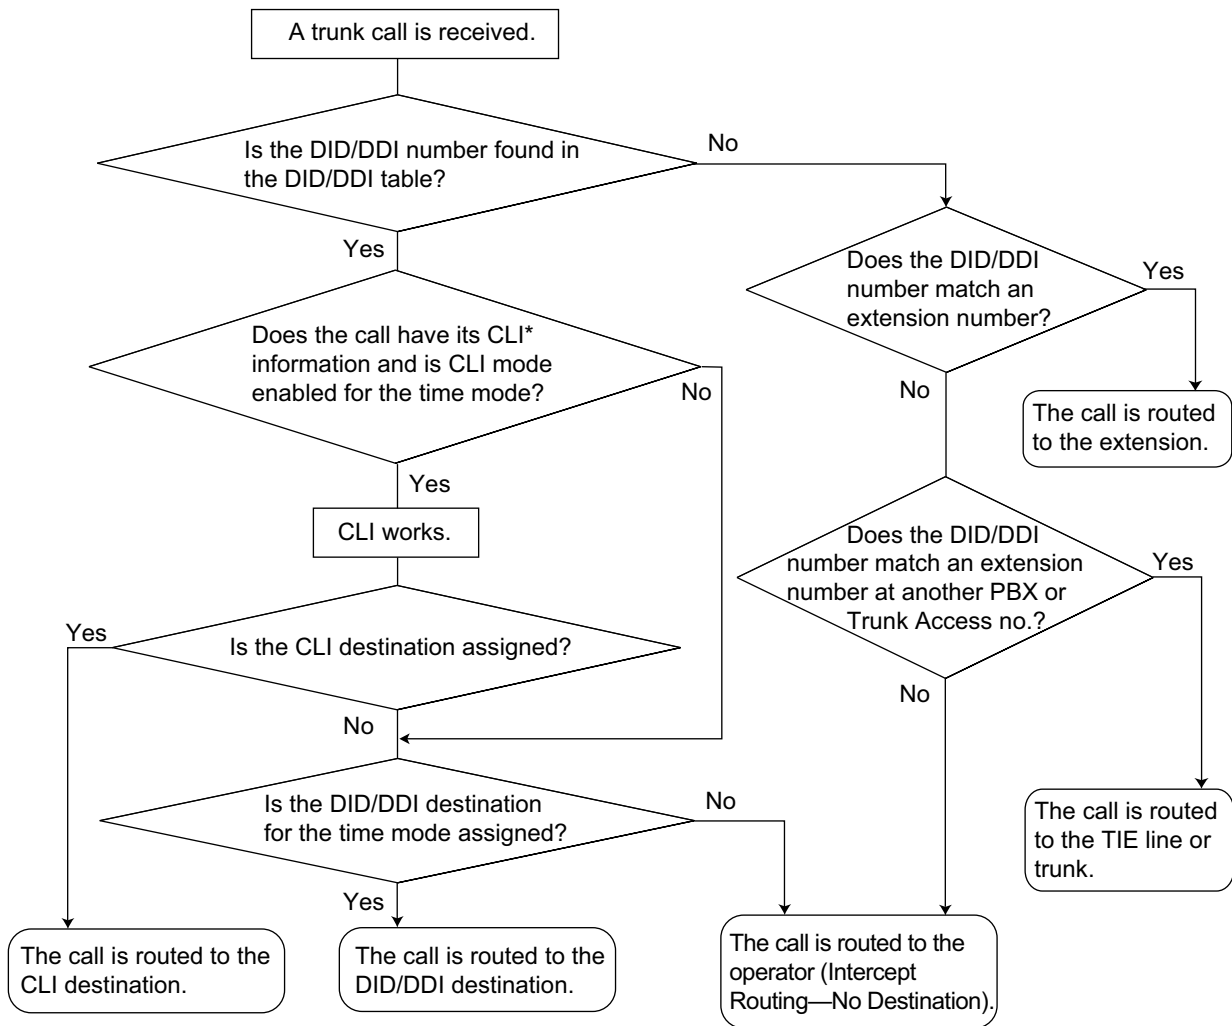 A trunk call is received.
Is the DID/DDI number found in
the DID/DDI table?
No
Yes
Does the DID/DDI
number match an
extension number?
Yes
No
The call is routed
to the extension.
Does the call have its CLI*
information and is CLI mode
enabled for the time mode?
No
Yes
CLI works.
Does the DID/DDI
number match an extension
number at another PBX or
Trunk Access no.?
Yes
No
Is the CLI destination assigned?
Yes
No
Is the DID/DDI destination
for the time mode assigned?
No
Yes
The call is routed
to the TIE line or
trunk.
The call is routed to the
CLI destination.
The call is routed to the
DID/DDI destination.
The call is routed to the
operator (Intercept
Routing—No Destination).